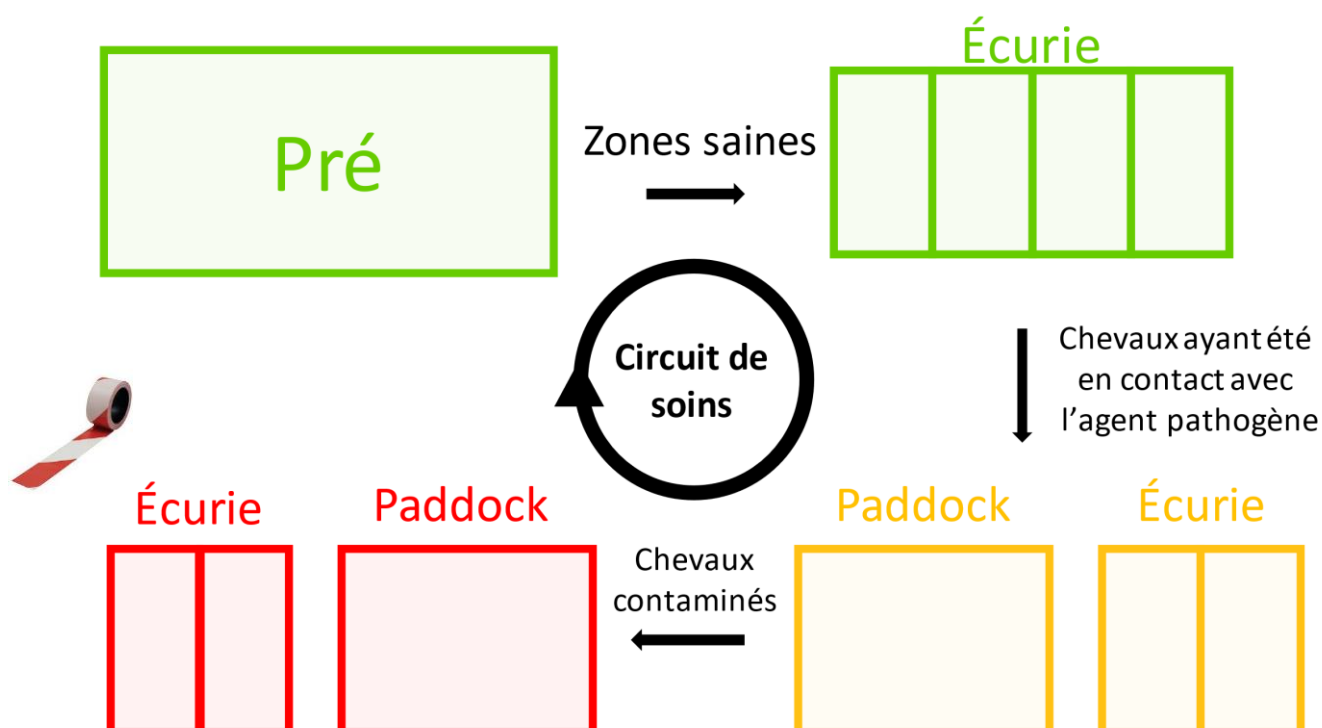 Pré
Zones saines
Écurie
Circuit de
soins
Chevaux ayant été
en contact avec
l'agent pathogène
Écurie
Paddock
Chevaux
contaminés
Paddock
Écurie